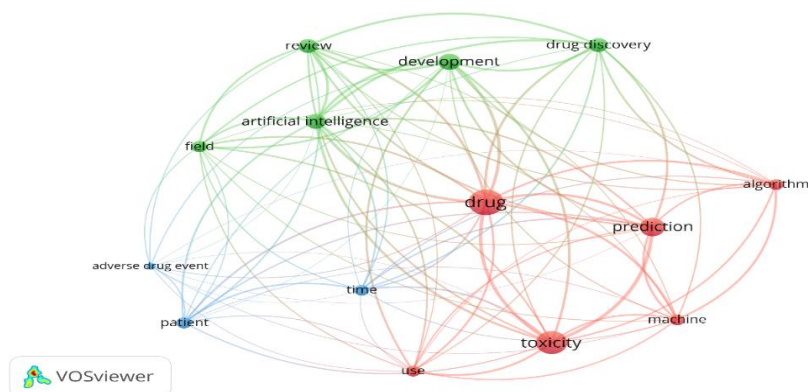 review
drug discovery
development
artificial intelligence
field
algorithm
drug
prediction
adverse drug event
time
patient
machine
toxicity
use
VOSviewer